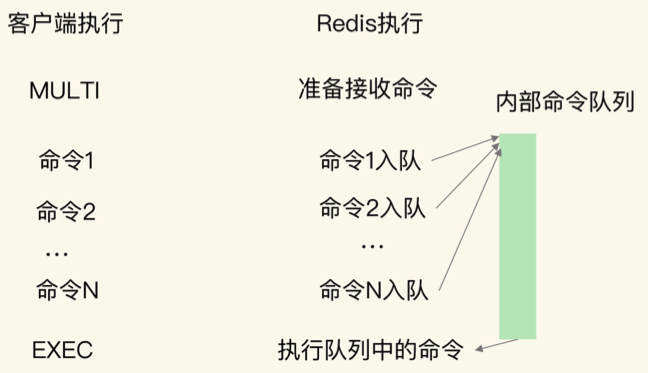 客户端执行 Redis执行
MULTI 准备接收命令
内部命令队列
命令1 命令1入队
命令2 命令2入队
... ...
命令N 命令N入队
EXEC 执行队列中的命令